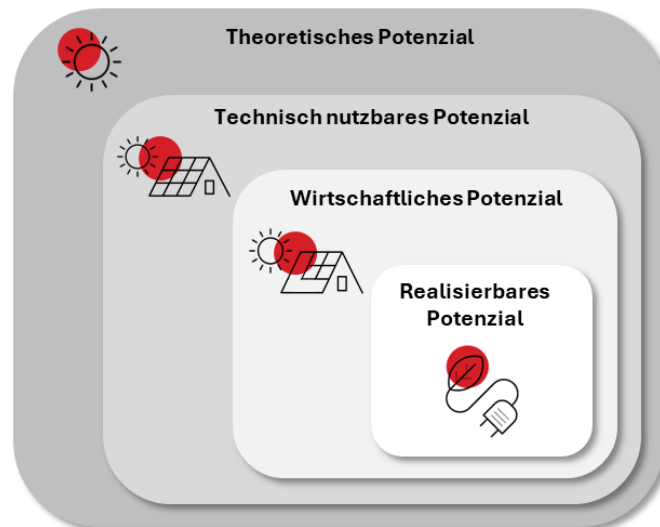 Theoretisches Potenzial
Technisch nutzbares Potenzial
Wirtschaftliches Potenzial
Realisierbares
Potenzial